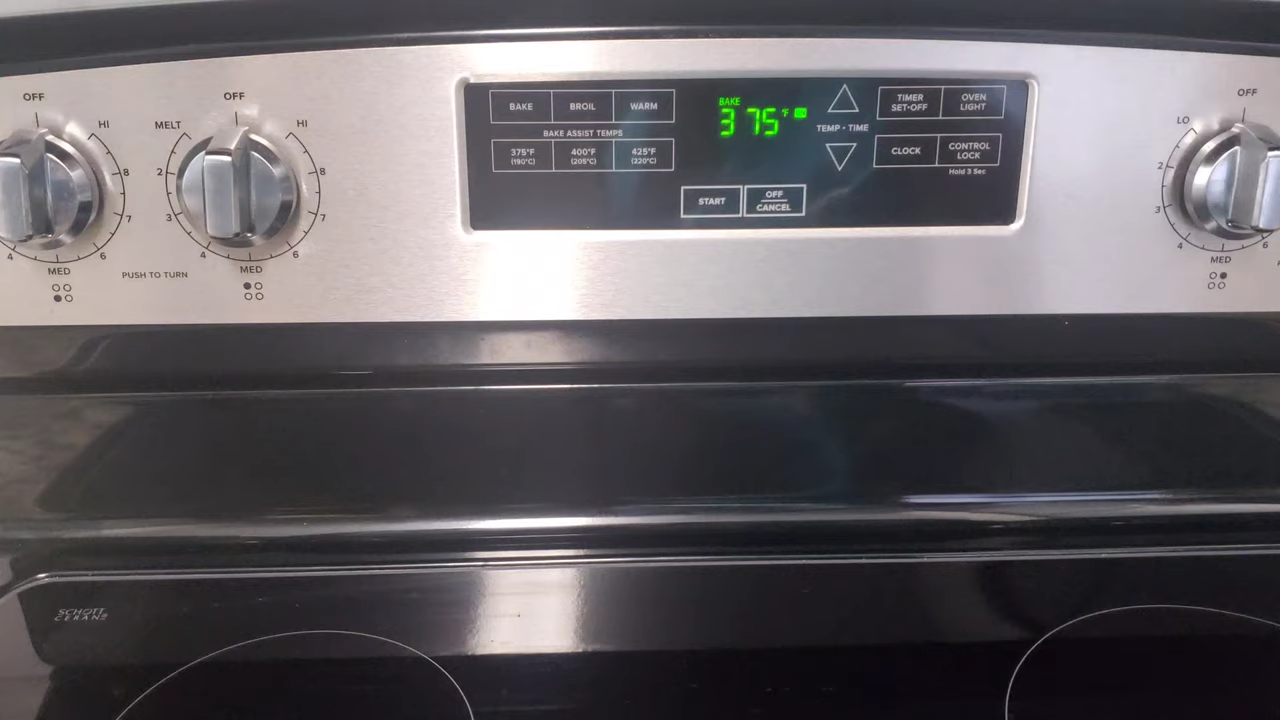 OFF
HI
8
7
6
4
MED
OFF
MELT
HI
2
8
3
7
4
6
MED
PUSH TO TURN
BAKE
BROIL
WARM
BAKE ASSIST TEMPS
375°F
(190°C)
400°F
(205°C)
425°F
(220°C)
BAKE
375°F
TEMP • TIME
START
OFF
CANCEL
TIMER
SET-OFF
OVEN
LIGHT
CLOCK
CONTROL
LOCK
Hold 3 Sec
OFF
LO
2
3
4
MED
SCHOTT
CERAN®